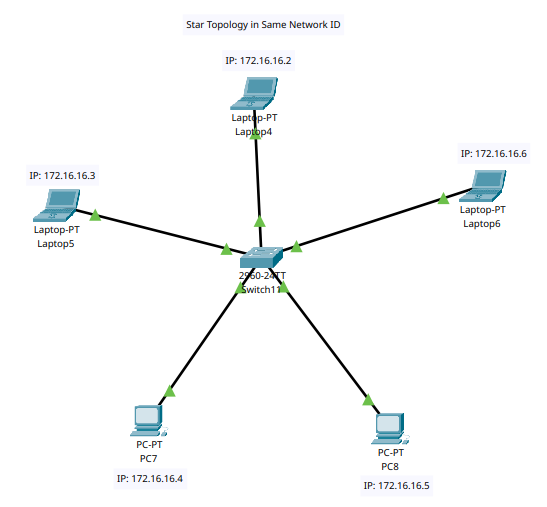 Star Topology in Same Network ID
IP: 172.16.16.2
Laptop-PT
Laptop4
IP: 172.16.16.6
Laptop-PT
Laptop6
IP: 172.16.16.3
Laptop-PT
Laptop5
2960-24TT
Switch11
PC-PT
PC7
IP: 172.16.16.4
PC-PT
PC8
IP: 172.16.16.5